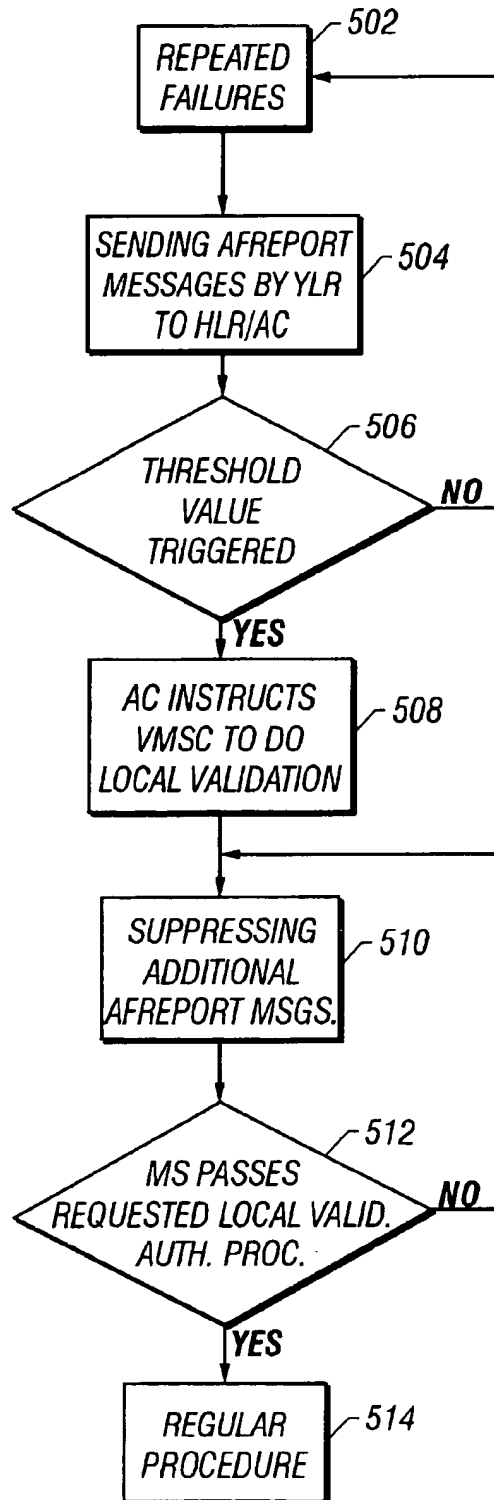 502
REPEATED
FAILURES
SENDING AFREPORT
MESSAGES BY YLR
TO HLR/AC
504
506
THRESHOLD
VALUE
TRIGGERED
NO
YES
AC INSTRUCTS
VMSC TO DO
LOCAL VALIDATION
508
SUPPRESSING
ADDITIONAL
AFREPORT MSGS.
510
512
MS PASSES
REQUESTED LOCAL VALID.
AUTH. PROC.
NO
YES
REGULAR
PROCEDURE
514